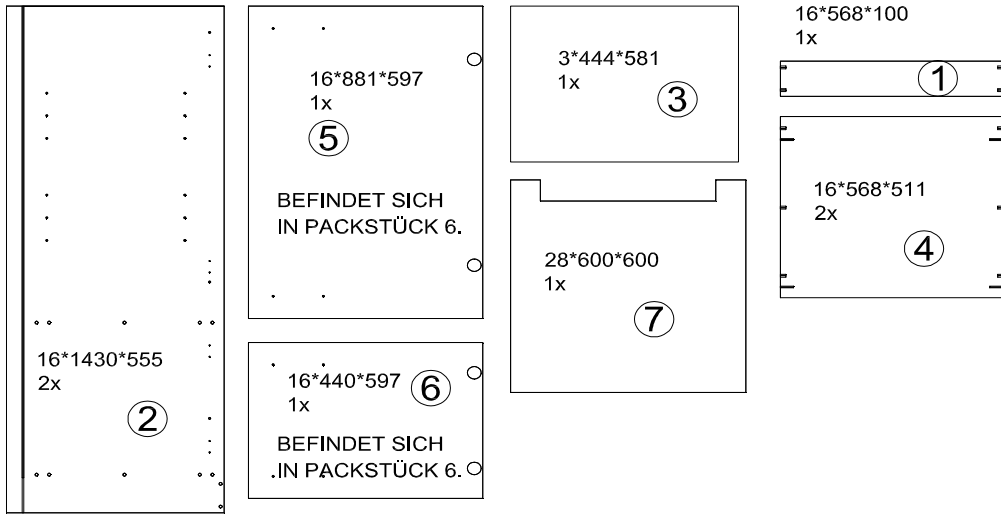 16*1430*555
2x
2
16*881*597
1x
5
BEFINDET SICH
IN PACKSTÜCK 6.
16*440*597
1x
6
BEFINDET SICH
IN PACKSTÜCK 6.
3*444*581
1x
3
28*600*600
1x
7
16*568*100
1x
1
16*568*511
2x
4